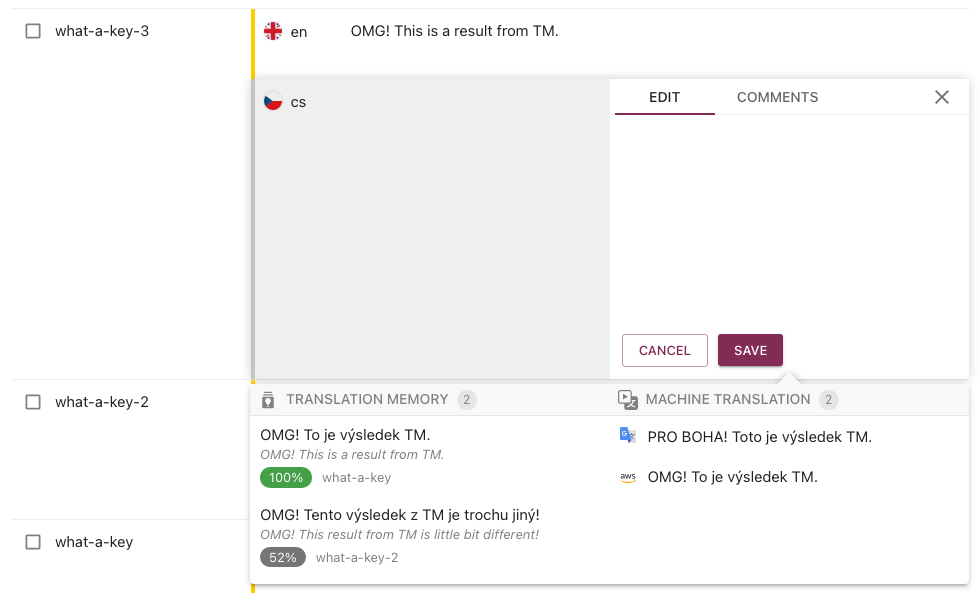 what-a-key-3
en
OMG! This is a result from TM.
cs
EDIT
COMMENTS
CANCEL
SAVE
what-a-key-2
TRANSLATION MEMORY 2
OMG! To je výsledek TM.
OMG! This is a result from TM.
100% what-a-key
OMG! Tento výsledek z TM je trochu jiný!
OMG! This result from TM is little bit different!
52% what-a-key-2
MACHINE TRANSLATION 2
G
PRO BOHA! Toto je výsledek TM.
aws
OMG! To je výsledek TM.
what-a-key